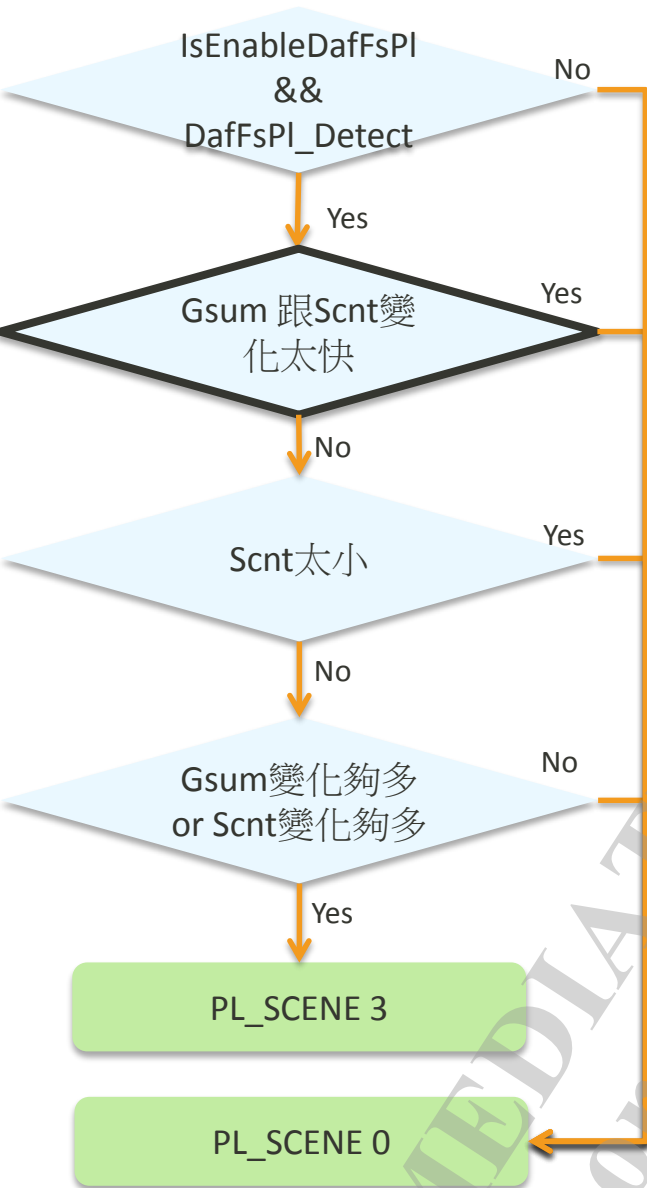 IsEnableDafFsPl
&&
DafFsPl_Detect
No
Yes
Gsum 跟Scnt變
化太快
Yes
No
Scnt太小
Yes
No
Gsum變化夠多
or Scnt變化夠多
No
Yes
PL_SCENE 3
PL_SCENE 0
MEDIAT
or